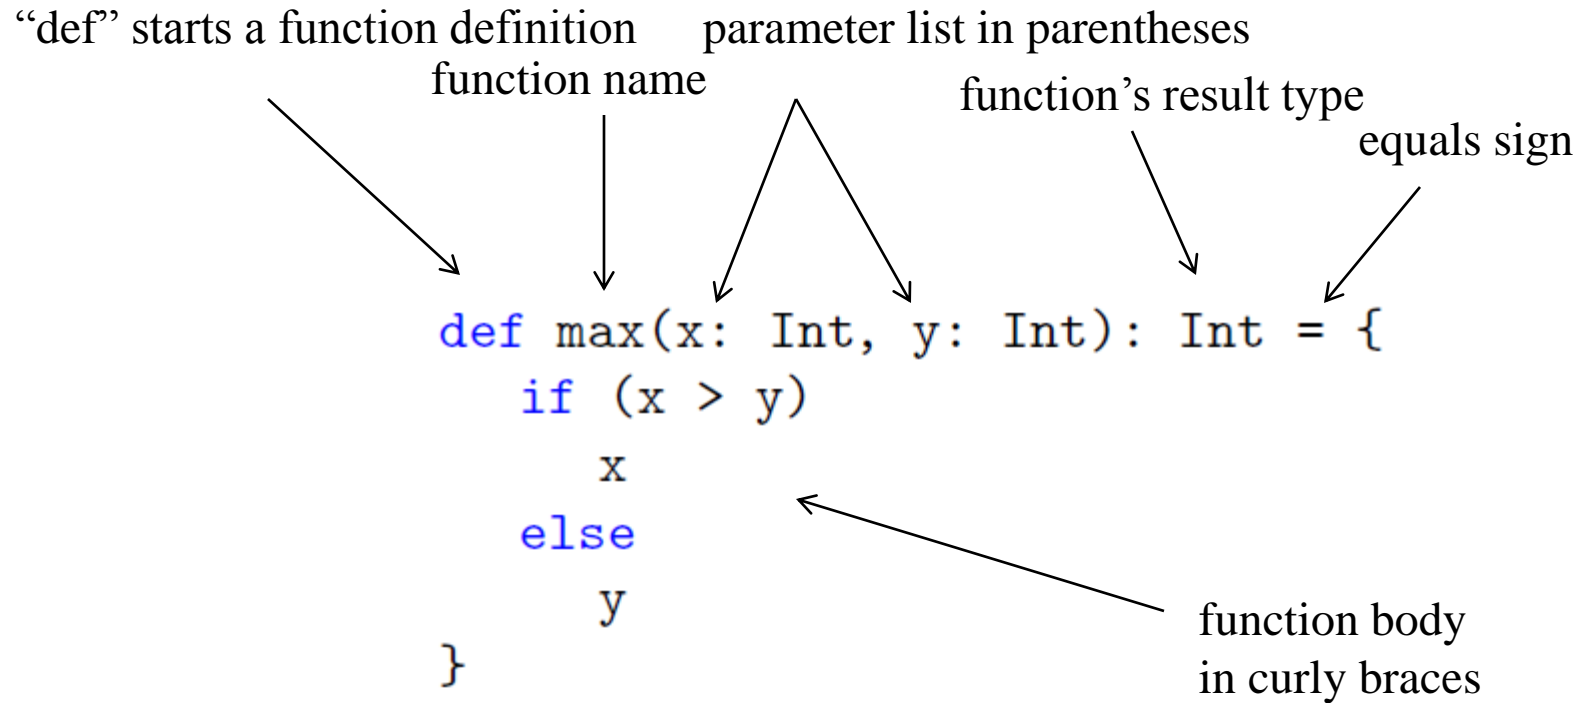 “def” starts a function definition
function name
parameter list in parentheses
function’s result type
equals sign
def max(x: Int, y: Int): Int = {
if (x > y)
x
else
y
}
function body
in curly braces